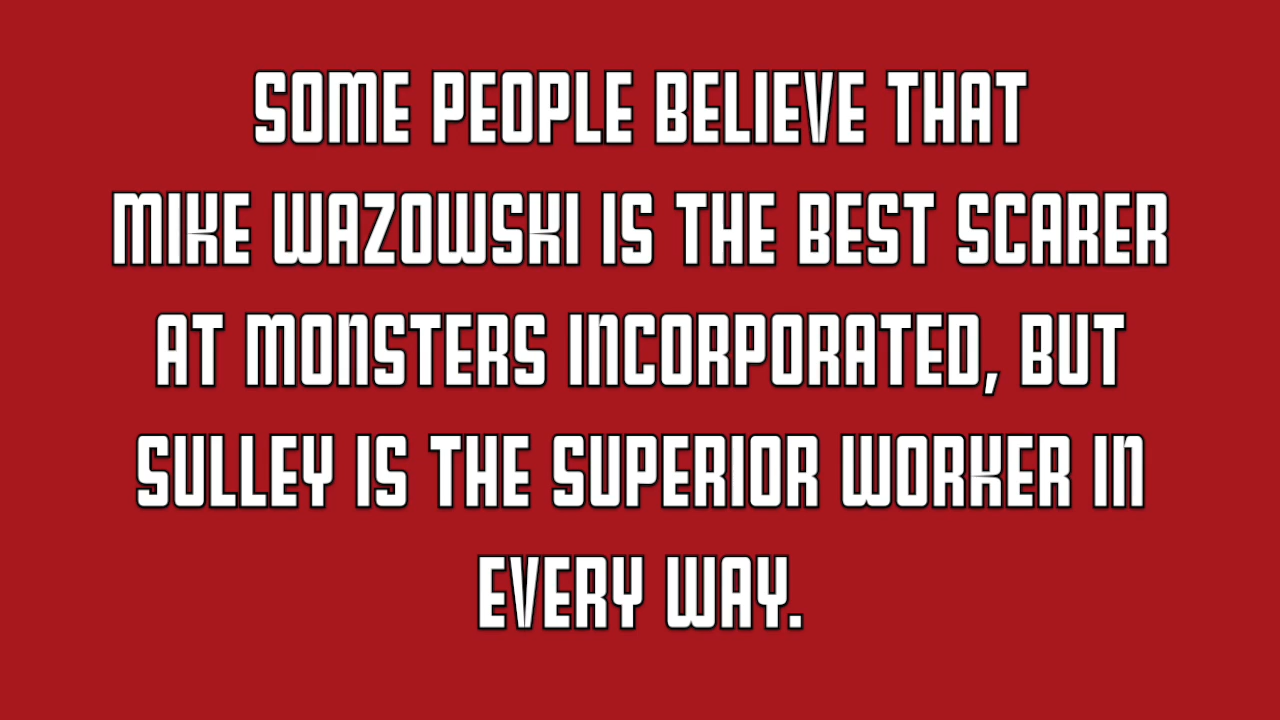 SOME PEOPLE BELIEVE THAT
MIKE WAZOWSKI IS THE BEST SCARER
AT MONSTERS INCORPORATED, BUT
SULLEY IS THE SUPERIOR WORKER IN
EVERY WAY.